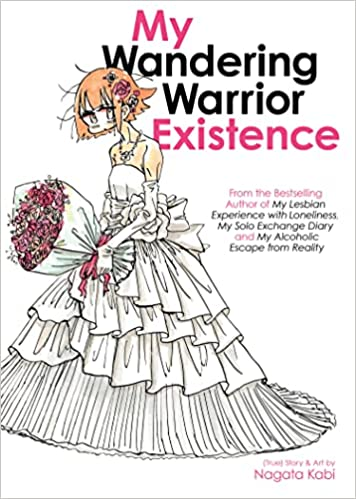 My
Wandering
Warrior
Existence
From the Bestselling
Author of My Lesbian
Experience with Loneliness,
My Solo Exchange Diary
and My Alcoholic
Escape from Reality
(True) Story & Art by
Nagata Kabi